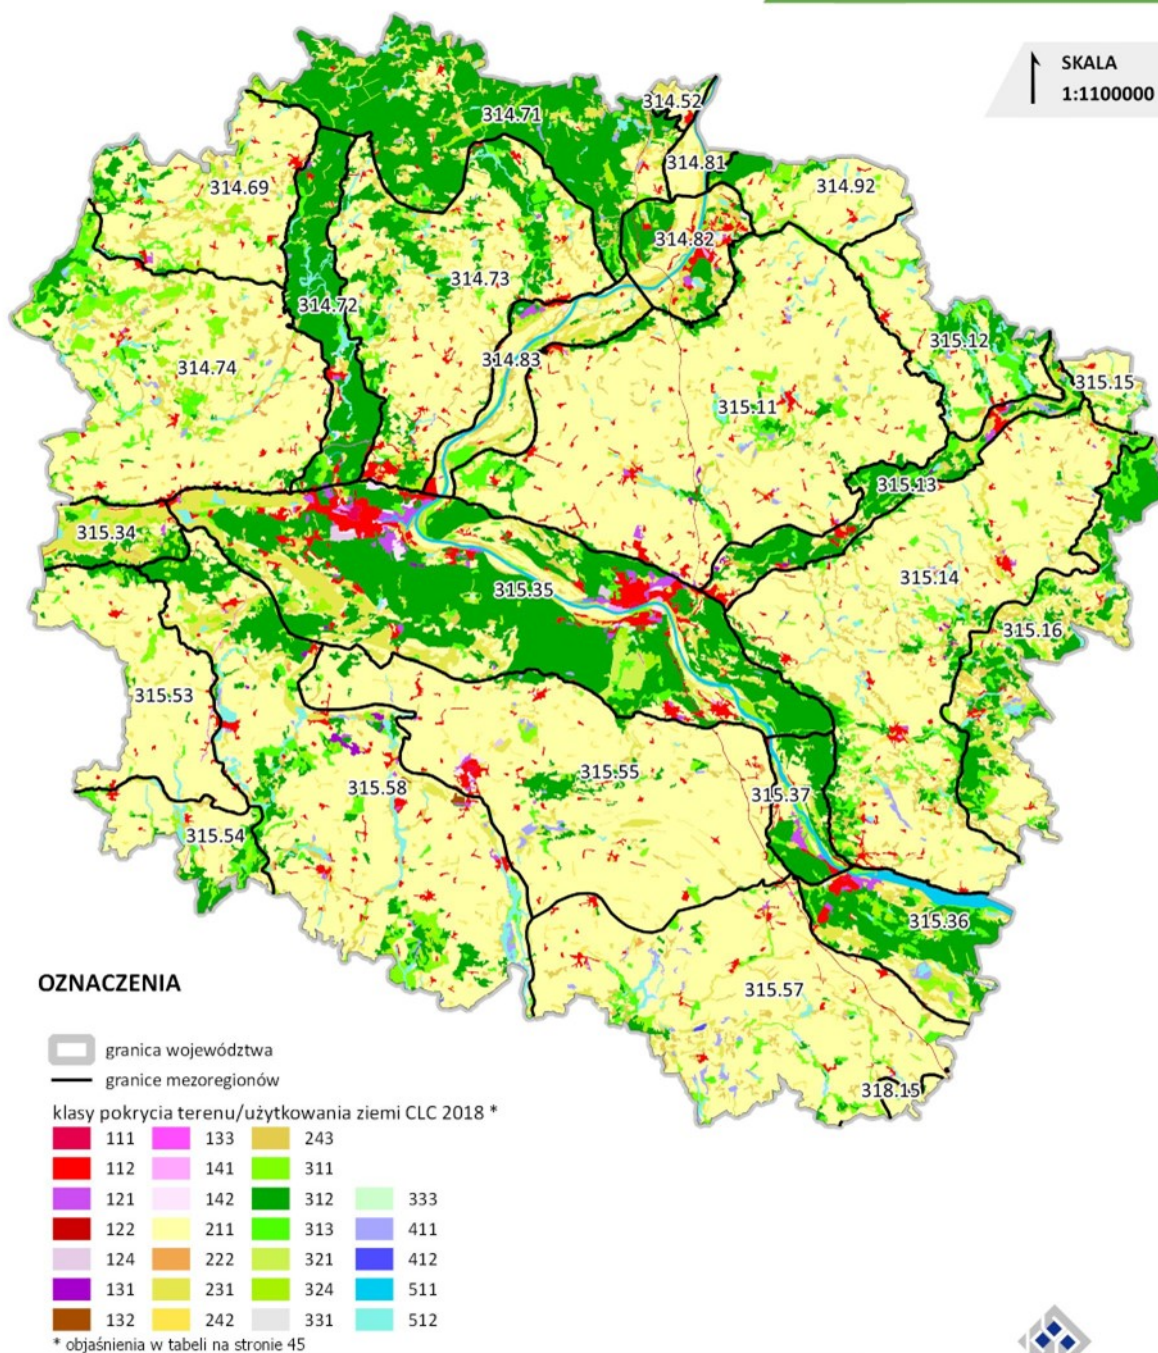 SKALA
1:1100000
314.52
314.71
314.81
314.69
314.92
314.82
314.73
314.72
314.83
315.12
314.74
315.15
315.11
315.13
315.34
315.14
315.35
315.16
315.53
315.55
315.58
315.37
315.54
315.36
315.57
318.15
OZNACZENIA
granica województwa
granice mezoregionów
klasy pokrycia terenu/użytkowania ziemi CLC 2018 *
111 133 243
112 141 311
121 142 312 333
122 211 313 411
124 222 321 412
131 231 324 511
132 242 331 512
* objaśnienia w tabeli na stronie 45